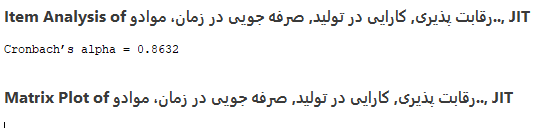 Item Analysis of رقابت پذیری, کارایی در تولید, صرفه جویی در زمان، موادو.., JIT
Cronbach’s alpha = 0.8632
Matrix Plot of رقابت پذیری, کارایی در تولید, صرفه جویی در زمان، موادو.., JIT